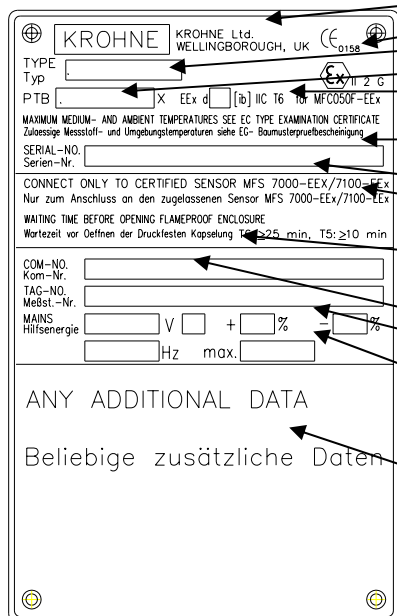 KROHNE
KROHNE Ltd.
WELLINGBOROUGH, UK
CE 0158
TYPE
Typ
Ex II 2 G
PTB X EEx d [ib] IIC T6 for MFC050F-EEx
MAXIMUM MEDIUM- AND AMBIENT TEMPERATURES SEE EC TYPE EXAMINATION CERTIFICATE
Zulaessige Messstoff- und Umgebungstemperaturen siehe EG- Baumusterpruefbescheinigung
SERIAL-NO.
Serien-Nr.
CONNECT ONLY TO CERTIFIED SENSOR MFS 7000-EEX/7100-EEx
Nur zum Anschluss an den zugelassenen Sensor MFS 7000-EEX/7100-EEX
WAITING TIME BEFORE OPENING FLAMEPROOF ENCLOSURE
Wartezeit vor Oeffnen der Druckfesten Kapselung T6: ≥25 min, T5: ≥10 min
COM-NO.
Kom-Nr.
TAG-NO.
Meßst.-Nr.
MAINS
Hilfsenergie V + % - %
Hz max.
ANY ADDITIONAL DATA
Beliebige zusätzliche Daten